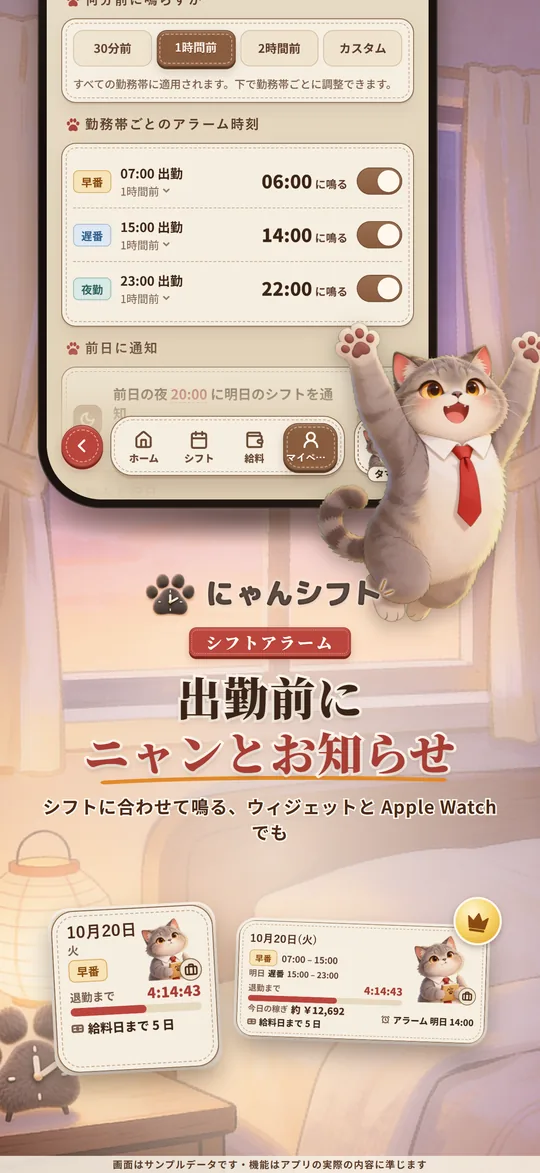 何分前に鳴らすか
30分前 1時間前 2時間前 カスタム
すべての勤務帯に適用されます。下で勤務帯ごとに調整できます。
勤務帯ごとのアラーム時刻
早番 07:00 出勤 06:00 に鳴る
1時間前
遅番 15:00 出勤 14:00 に鳴る
1時間前
夜勤 23:00 出勤 22:00 に鳴る
1時間前
前日に通知
前日の夜 20:00 に明日のシフトを通
知
ホーム シフト 給料 マイペ…
にゃんシフト
シフトアラーム
出勤前に
ニャンとお知らせ
シフトに合わせて鳴る、ウィジェットと Apple Watch
でも
10月20日
火
早番
退勤まで 4:14:43
給料日まで 5 日
10月20日(火)
早番 07:00 – 15:00
明日 遅番 15:00 – 23:00
退勤まで 4:14:43
今日の稼ぎ 約 ¥12,692
給料日まで 5 日 アラーム 明日 14:00
画面はサンプルデータです・機能はアプリの実際の内容に準じます